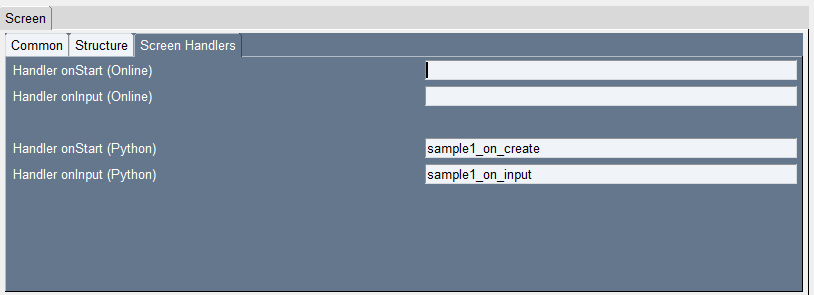 Screen
Common Structure Screen Handlers
Handler onStart (Online)
Handler onInput (Online)
Handler onStart (Python) sample1_on_create
Handler onInput (Python) sample1_on_input